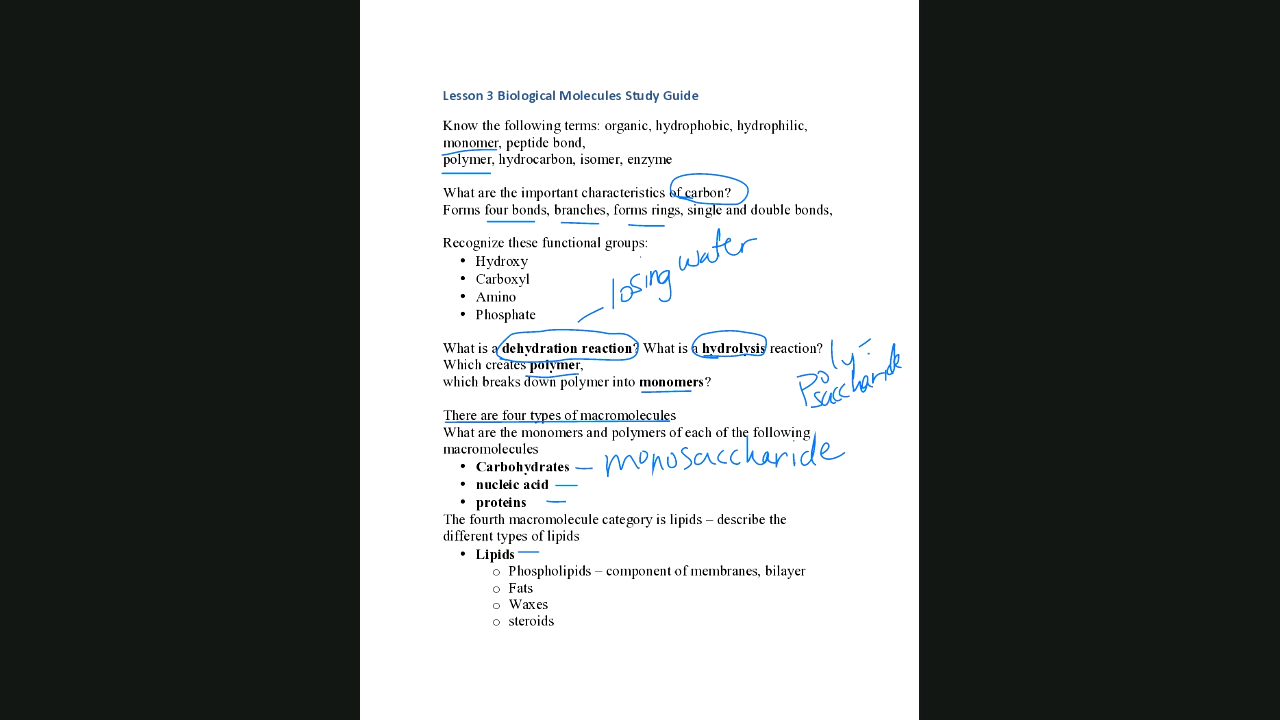 Lesson 3 Biological Molecules Study Guide
Know the following terms: organic, hydrophobic, hydrophilic,
monomer, peptide bond,
polymer, hydrocarbon, isomer, enzyme
What are the important characteristics of carbon?
Forms four bonds, branches, forms rings, single and double bonds,
Recognize these functional groups:
• Hydroxy
• Carboxyl
• Amino
• Phosphate
losing water
What is a dehydration reaction? What is a hydrolysis reaction?
Which creates polymer,
which breaks down polymer into monomers?
Poly-
saccharide
There are four types of macromolecules
What are the monomers and polymers of each of the following
macromolecules
• Carbohydrates – monosaccharide
• nucleic acid –
• proteins –
The fourth macromolecule category is lipids – describe the
different types of lipids
• Lipids –
o Phospholipids – component of membranes, bilayer
o Fats
o Waxes
o steroids